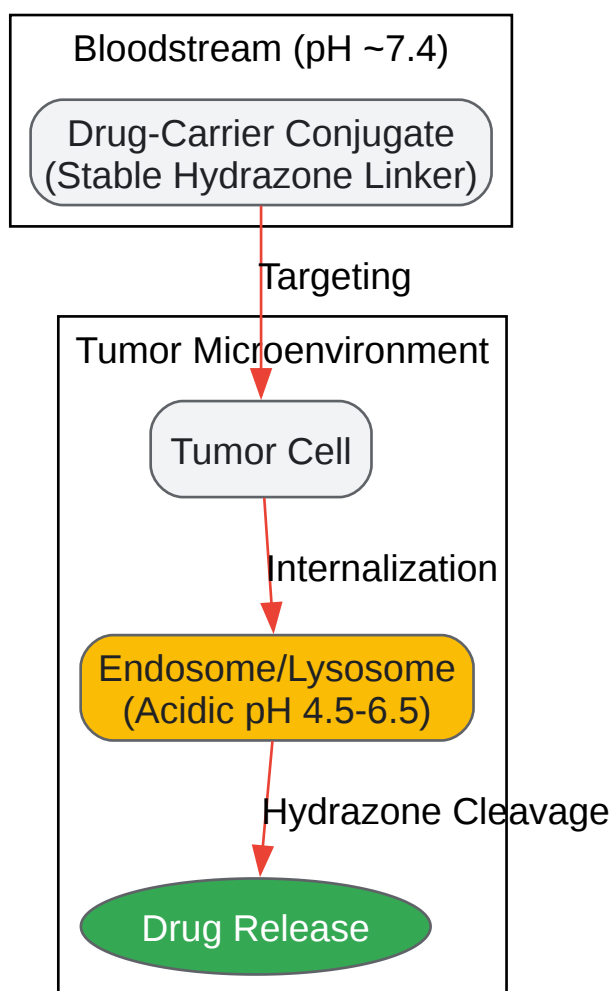 Bloodstream (pH ~7.4)
Drug-Carrier Conjugate
(Stable Hydrazone Linker)
Targeting
Tumor Microenvironment
Tumor Cell
Internalization
Endosome/Lysosome
(Acidic pH 4.5-6.5)
Hydrazone Cleavage
Drug Release